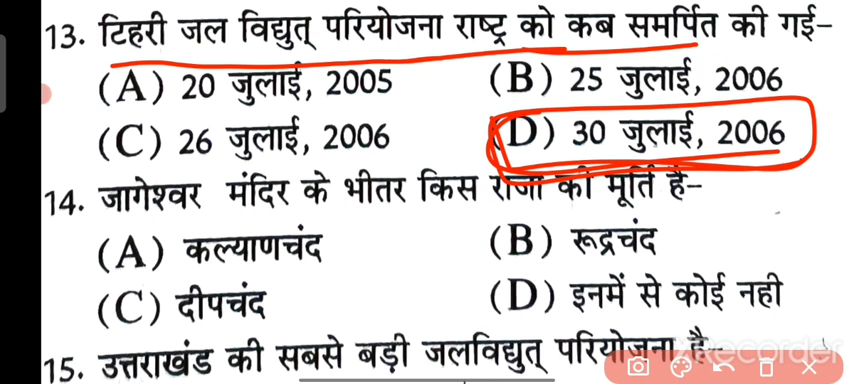 13. टिहरी जल विद्युत् परियोजना राष्ट्र को कब समर्पित की गई–
(A) 20 जुलाई, 2005 (B) 25 जुलाई, 2006
(C) 26 जुलाई, 2006 (D) 30 जुलाई, 2006
14. जागेश्वर मंदिर के भीतर किस राजा की मूर्ति है–
(A) कल्याणचंद (B) रूद्रचंद
(C) दीपचंद (D) इनमें से कोई नही
15. उत्तराखंड की सबसे बड़ी जलविद्युत् परियोजना है–
Recorder